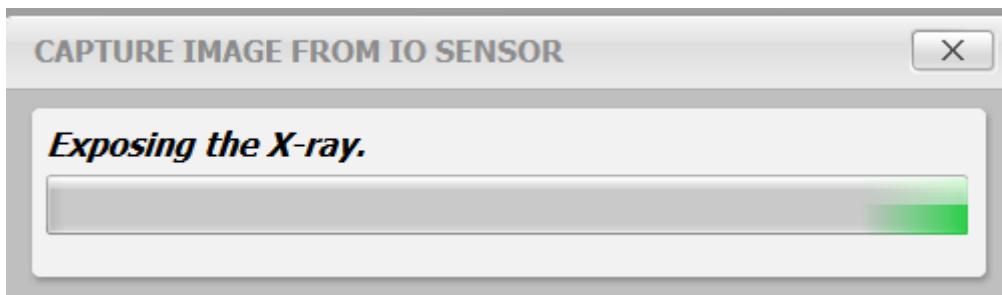 CAPTURE IMAGE FROM IO SENSOR
Exposing the X-ray.